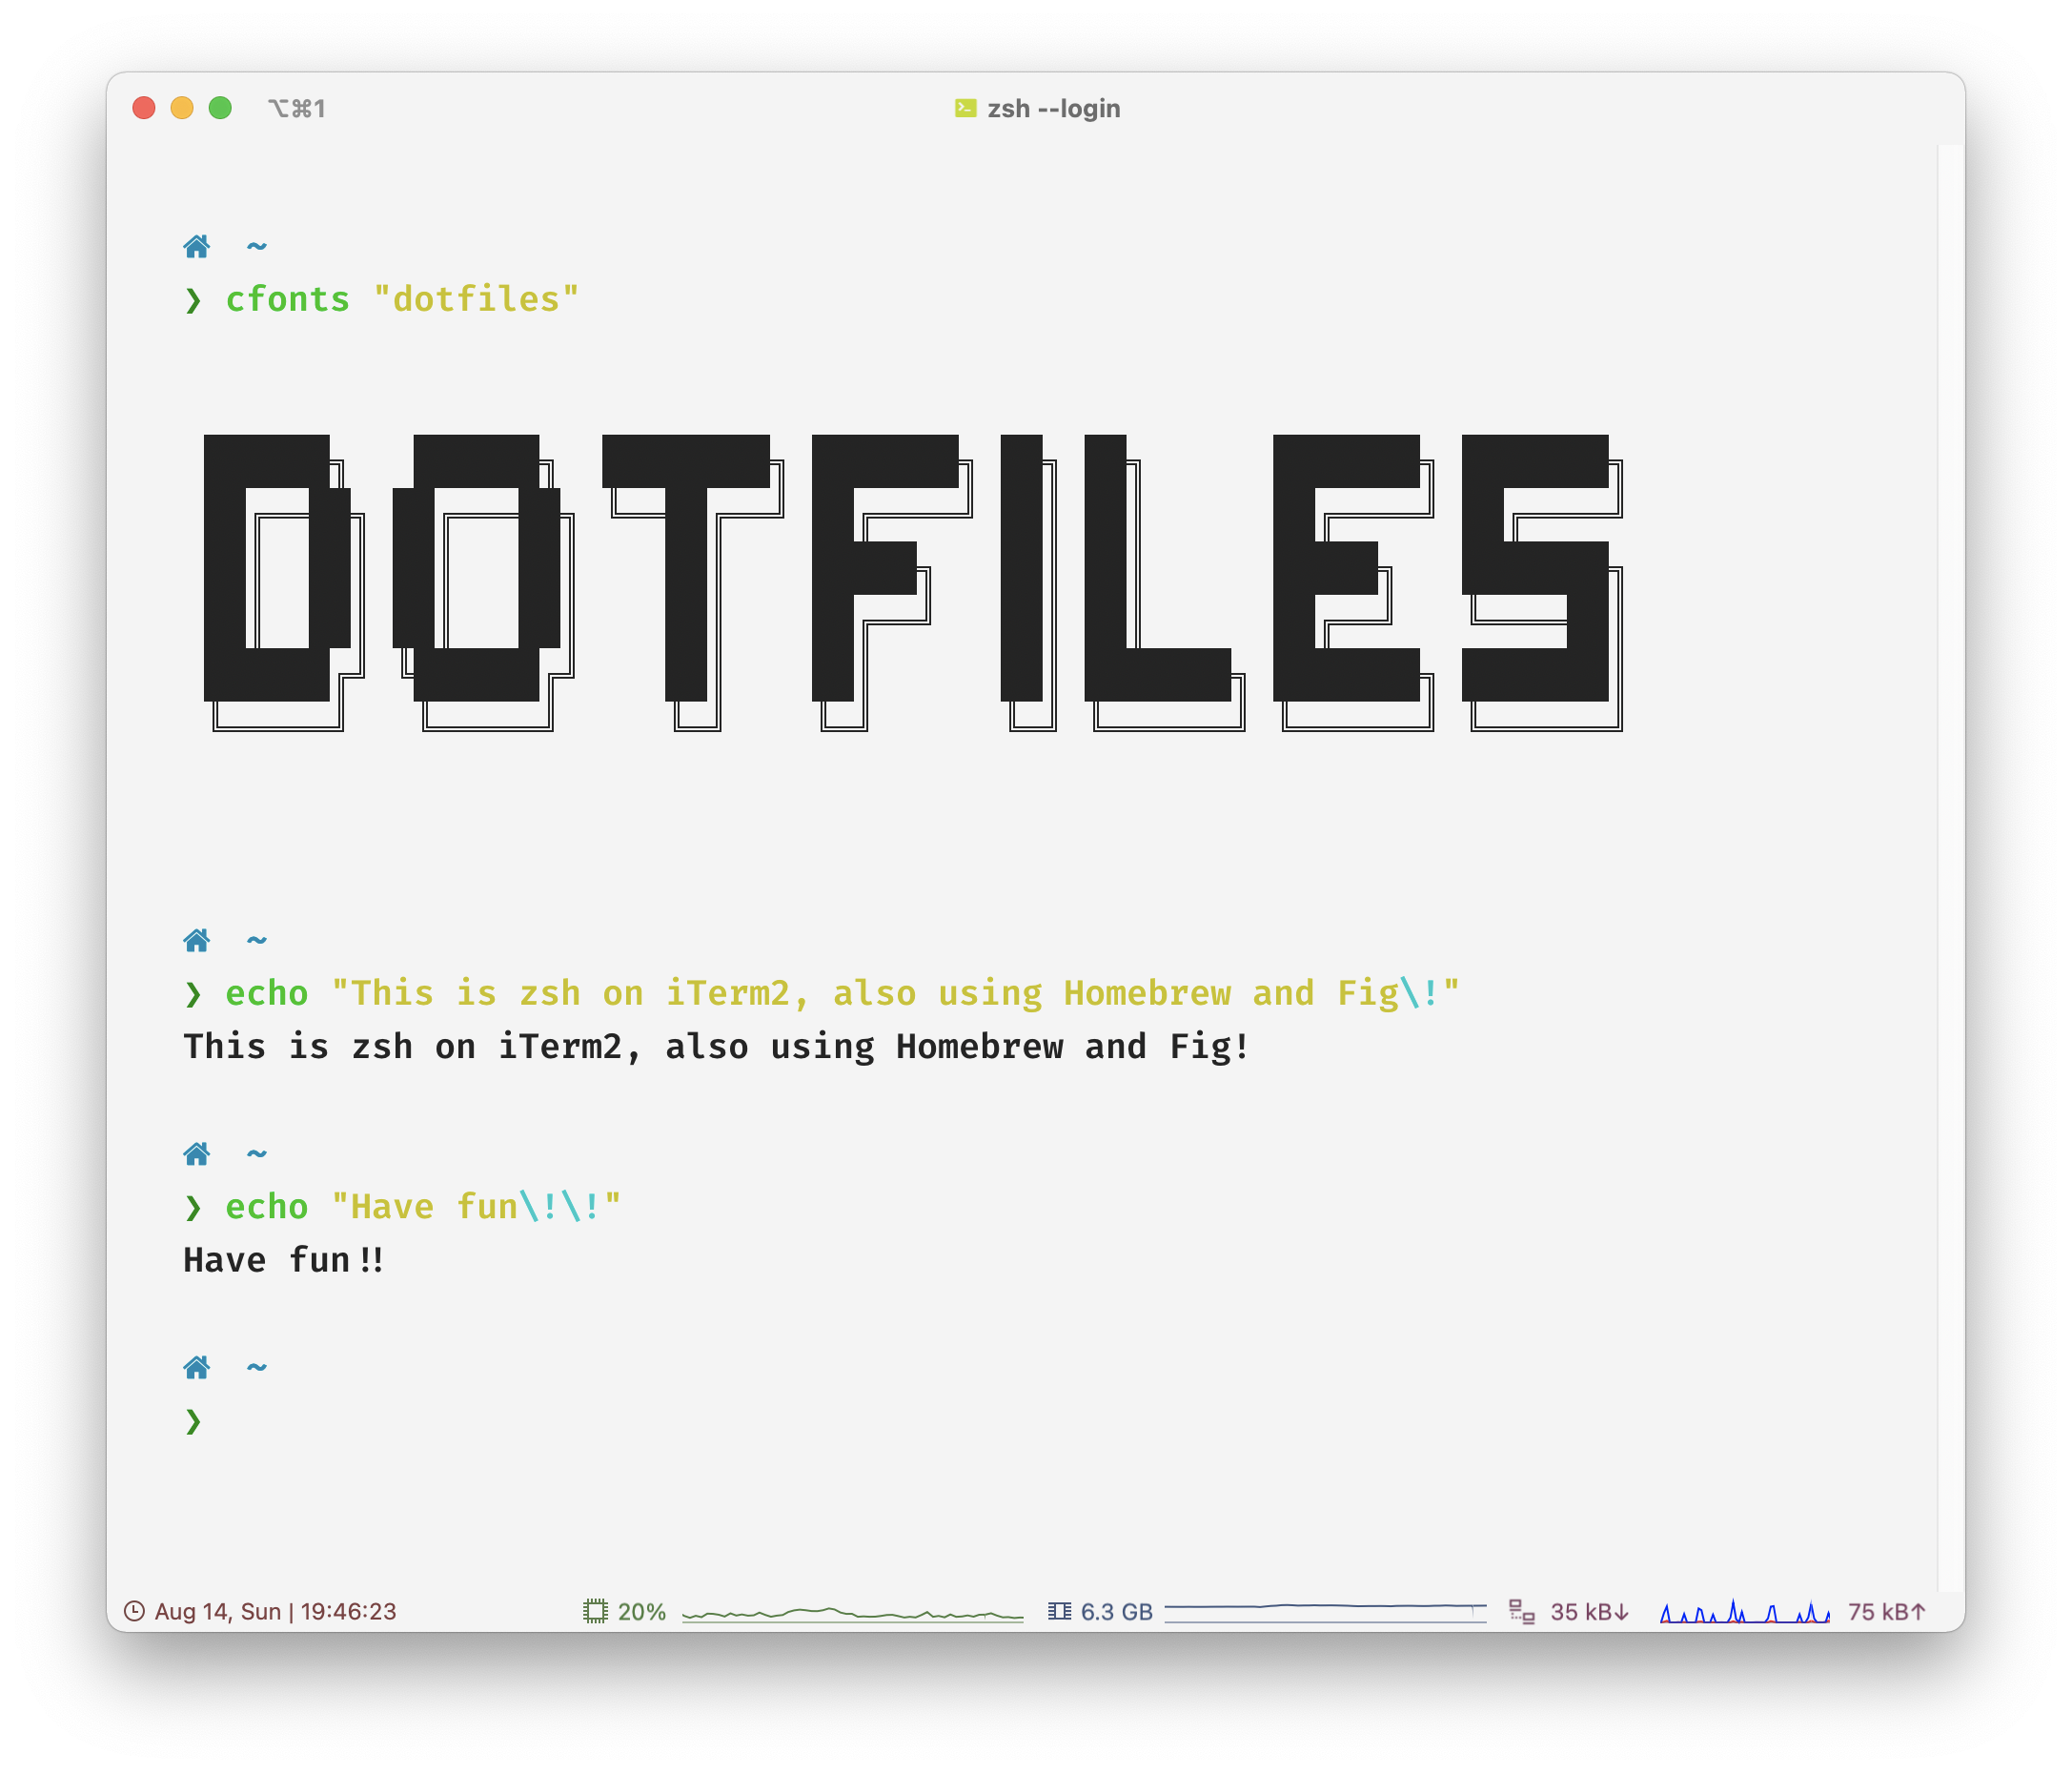 ⌥⌘1 zsh --login
~
❯ cfonts "dotfiles"
DOTFILES
~
❯ echo "This is zsh on iTerm2, also using Homebrew and Fig\!"
This is zsh on iTerm2, also using Homebrew and Fig!
~
❯ echo "Have fun\!\!"
Have fun!!
~
❯
Aug 14, Sun | 19:46:23 20% 6.3 GB 35 kB↓ 75 kB↑